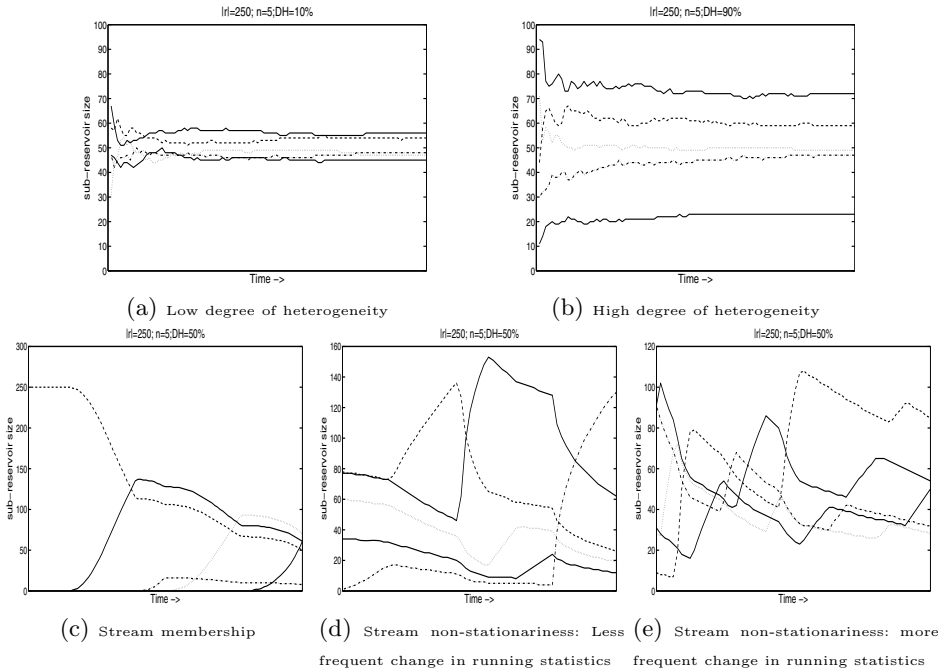 |r|=250; n=5;DH=10%
100
90
80
70
60
50
40
30
20
10
0
sub-reservoir size
Time ->
(a) Low degree of heterogeneity
|r|=250; n=5;DH=90%
100
90
80
70
60
50
40
30
20
10
0
sub-reservoir size
Time ->
(b) High degree of heterogeneity
|r|=250; n=5;DH=50%
300
250
200
150
100
50
0
sub-reservoir size
Time ->
(c) Stream membership
|r|=250; n=5;DH=50%
160
140
120
100
80
60
40
20
0
sub-reservoir size
Time ->
(d) Stream non-stationariness: Less
frequent change in running statistics
|r|=250; n=5;DH=50%
120
100
80
60
40
20
0
sub-reservoir size
Time ->
(e) Stream non-stationariness: more
frequent change in running statistics